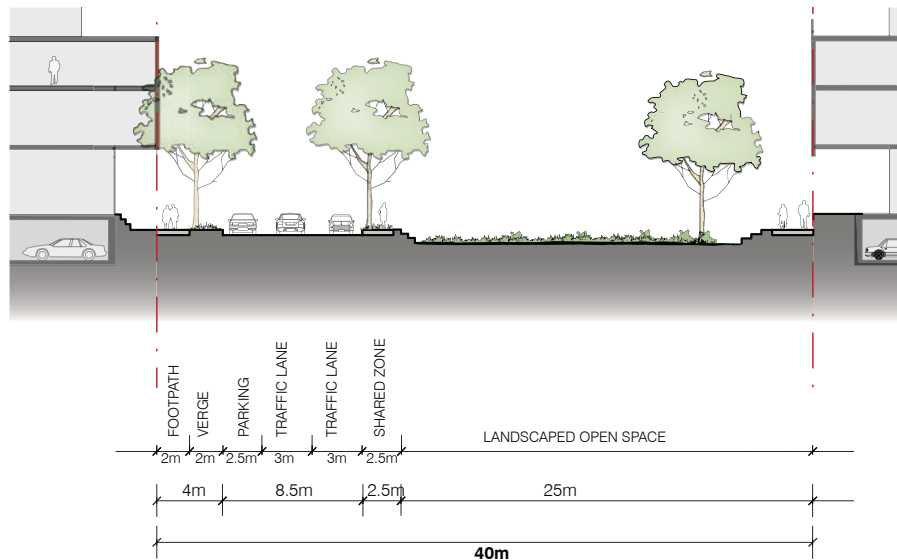 FOOTPATH
VERGE
PARKING
TRAFFIC LANE
TRAFFIC LANE
SHARED ZONE
LANDSCAPED OPEN SPACE
2m 2m 2.5m 3m 3m 2.5m
4m 8.5m 2.5m 25m
40m